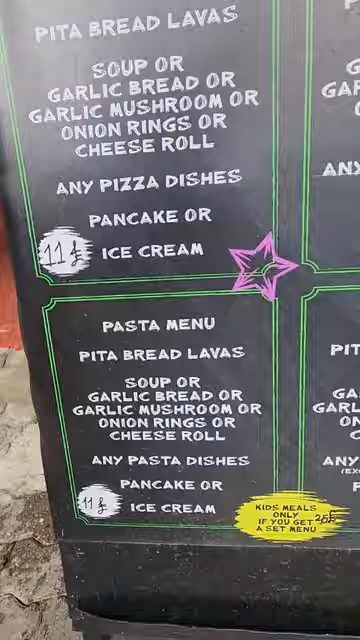 PITA BREAD LAVAS
SOUP OR
GARLIC BREAD OR
GARLIC MUSHROOM OR
ONION RINGS OR
CHEESE ROLL
ANY PIZZA DISHES
PANCAKE OR
11 £ ICE CREAM
PASTA MENU
PITA BREAD LAVAS
SOUP OR
GARLIC BREAD OR
GARLIC MUSHROOM OR
ONION RINGS OR
CHEESE ROLL
ANY PASTA DISHES
PANCAKE OR
11 £ ICE CREAM
KIDS MEALS
ONLY
IF YOU GET
A SET MENU
PIT
GA
GARL
ON
C
ANY
(EX
P